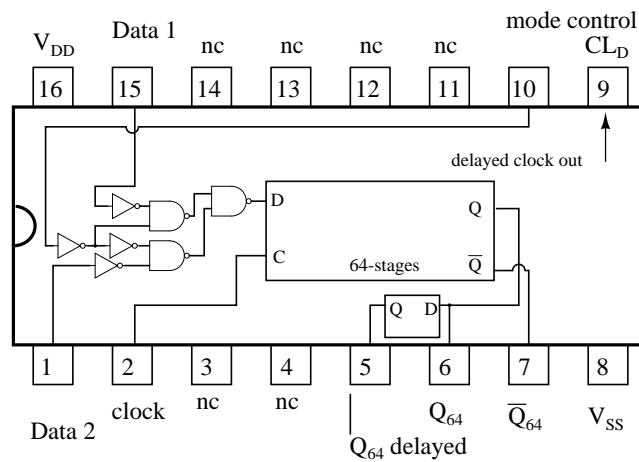 mode control
V_DD Data 1 nc nc nc nc CL_D
16 15 14 13 12 11 10 9
delayed clock out
D Q
C Q̅
64-stages
Q D
1 2 3 4 5 6 7 8
clock nc nc Q_64 Q̅_64 V_SS
Data 2 Q_64 delayed